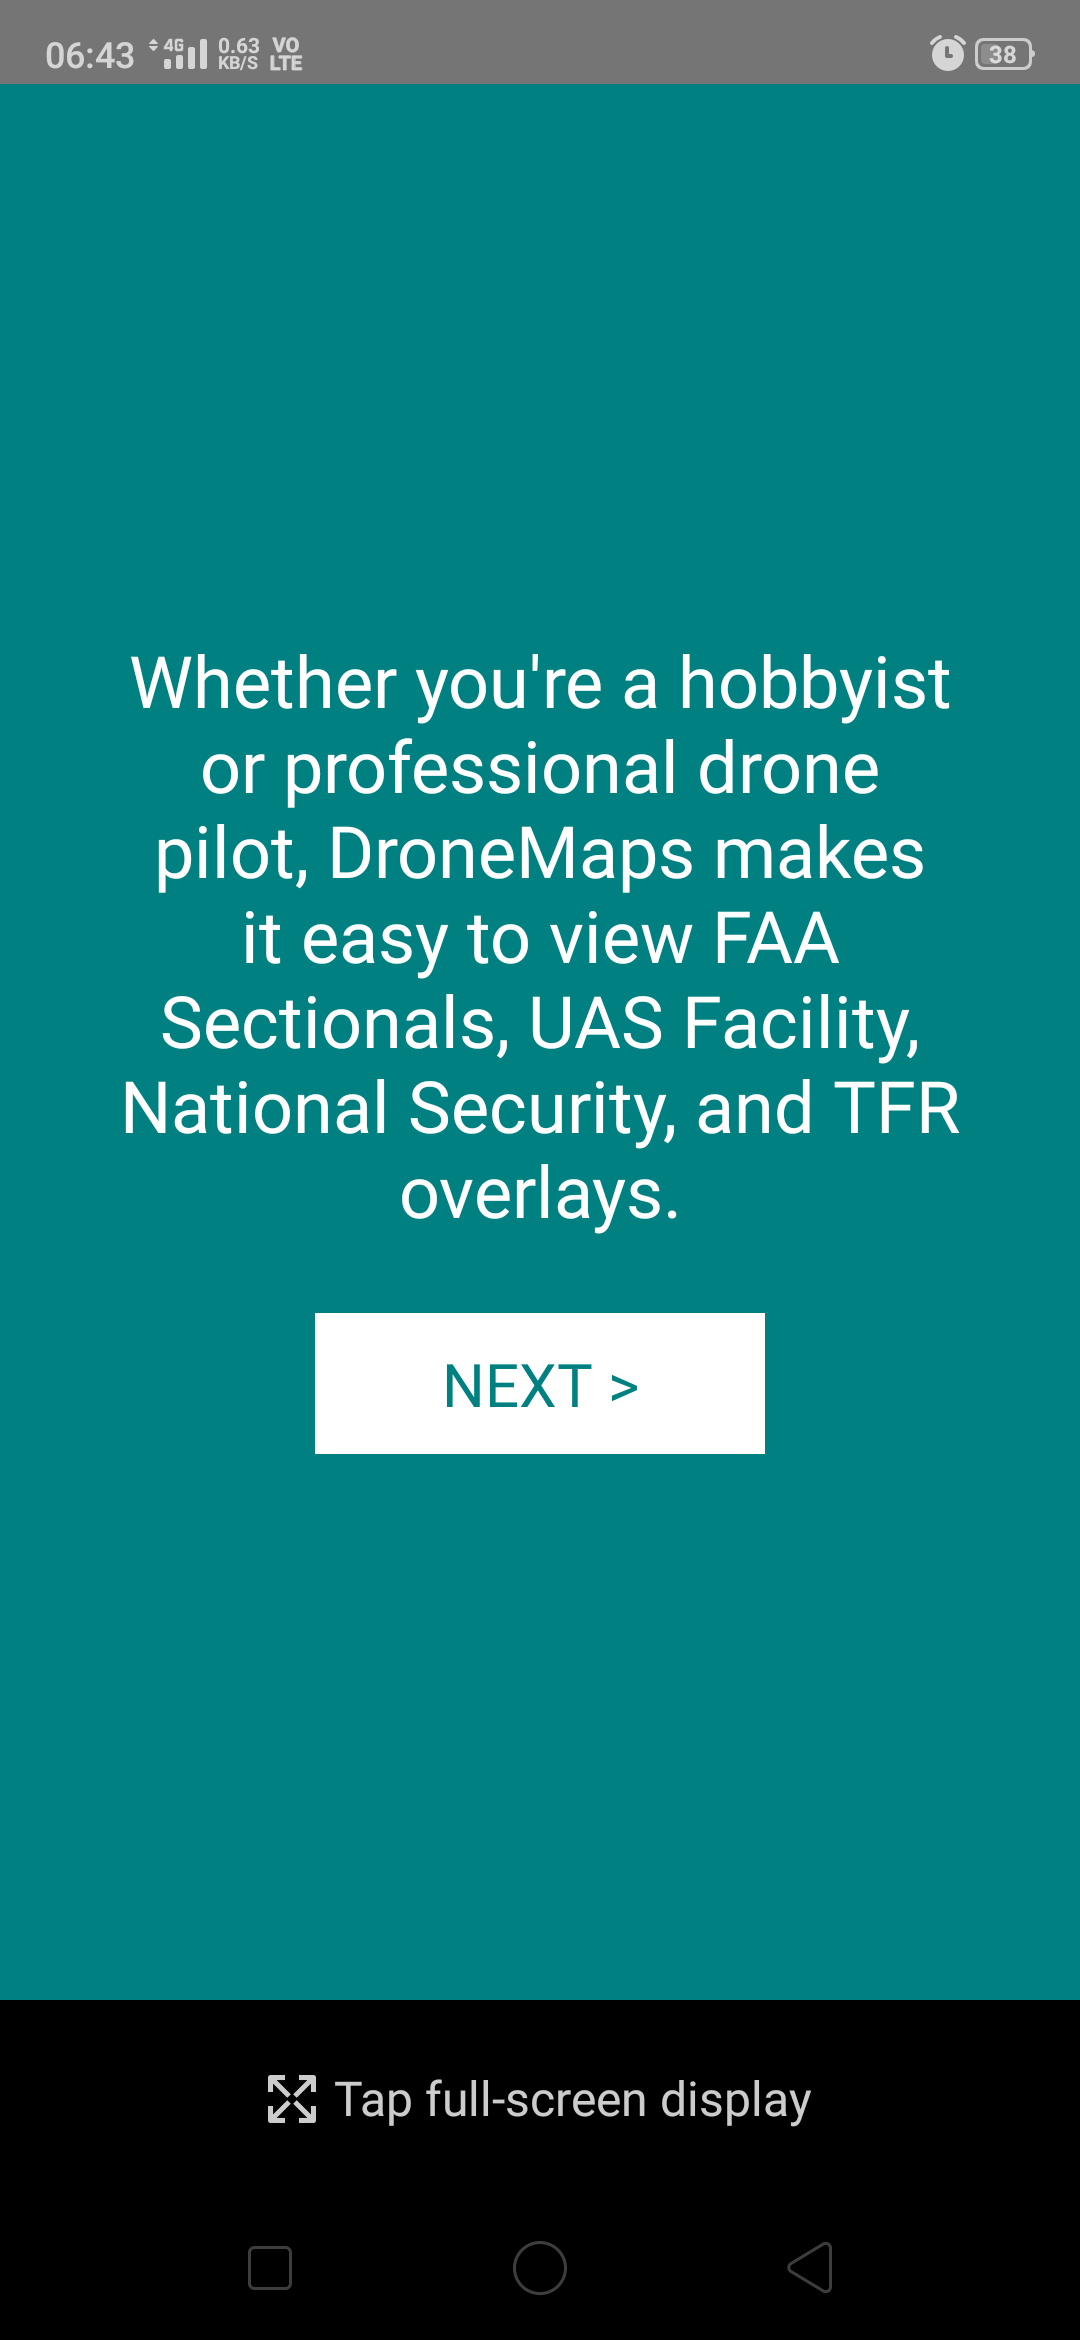 06:43 4G 0.63 KB/S VO LTE 38
Whether you're a hobbyist
or professional drone
pilot, DroneMaps makes
it easy to view FAA
Sectionals, UAS Facility,
National Security, and TFR
overlays.
NEXT >
Tap full-screen display